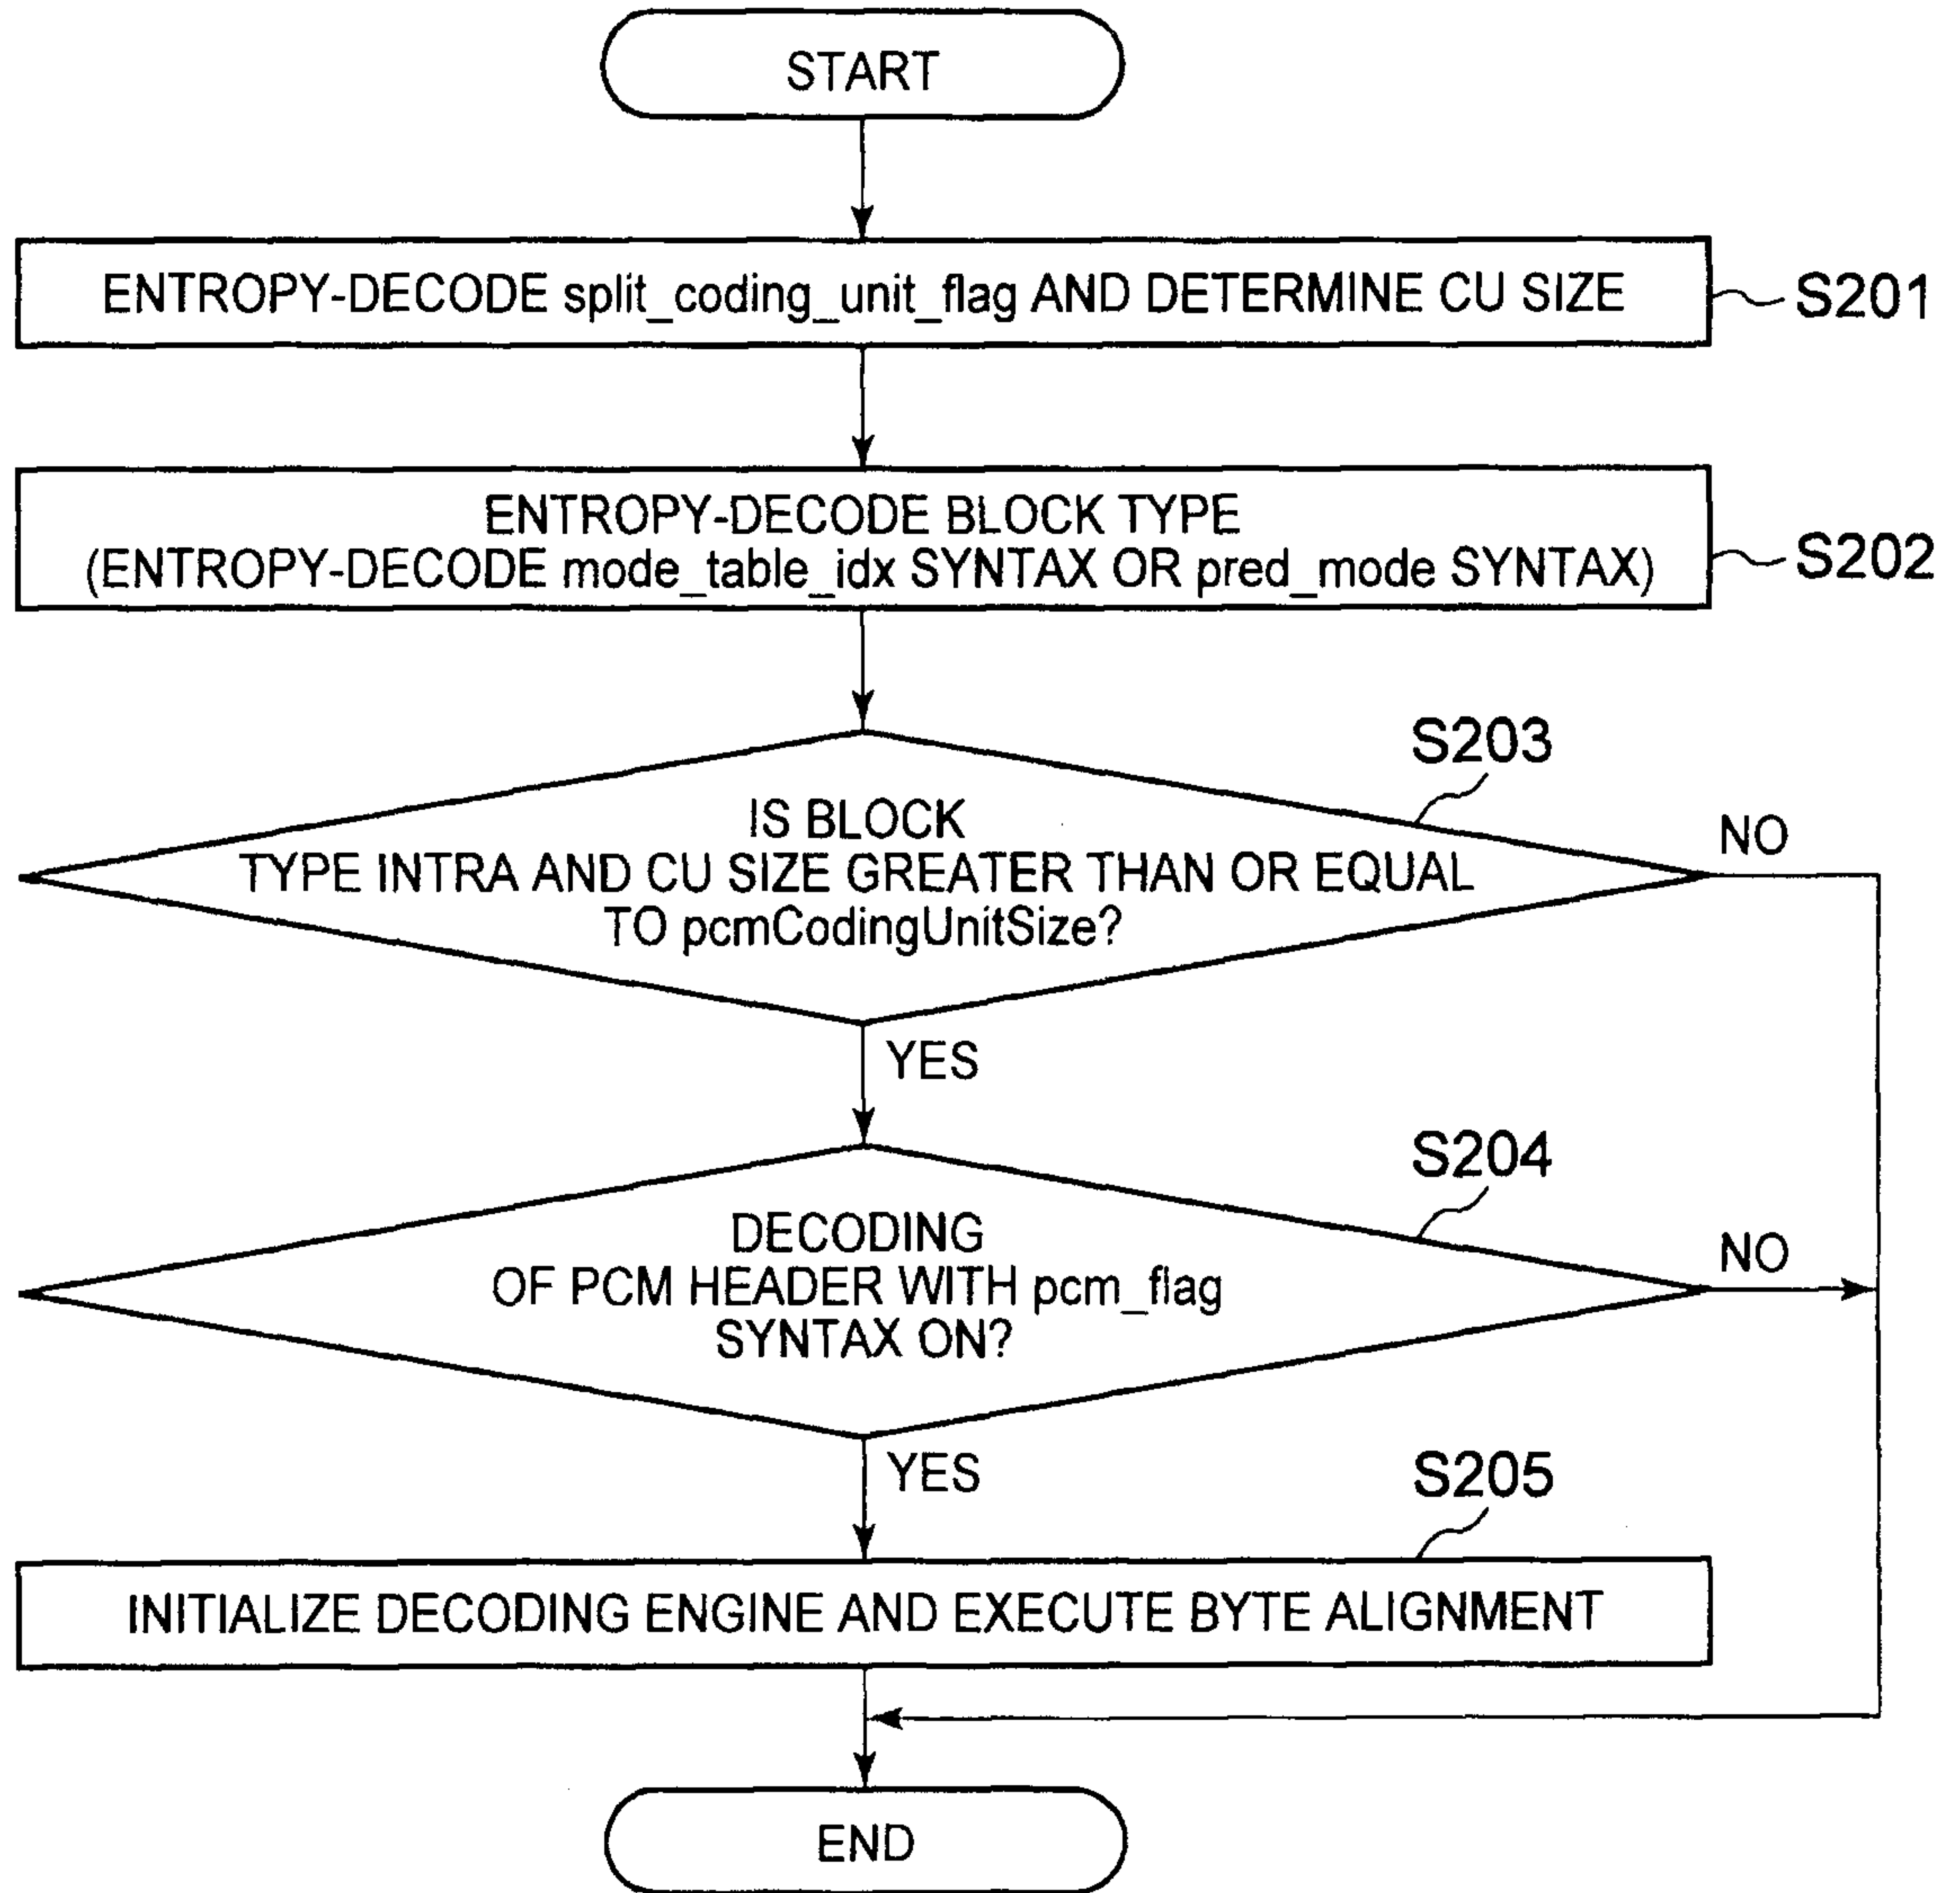 START
ENTROPY-DECODE split_coding_unit_flag AND DETERMINE CU SIZE
S201
ENTROPY-DECODE BLOCK TYPE
(ENTROPY-DECODE mode_table_idx SYNTAX OR pred_mode SYNTAX)
S202
S203
IS BLOCK
TYPE INTRA AND CU SIZE GREATER THAN OR EQUAL
TO pcmCodingUnitSize?
NO
YES
S204
DECODING
OF PCM HEADER WITH pcm_flag
SYNTAX ON?
NO
YES
S205
INITIALIZE DECODING ENGINE AND EXECUTE BYTE ALIGNMENT
END